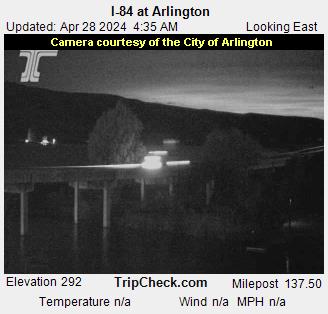 I-84 at Arlington
Updated: Apr 28 2024 4:35 AM Looking East
Camera courtesy of the City of Arlington
Elevation 292 TripCheck.com Milepost 137.50
Temperature n/a Wind n/a MPH n/a